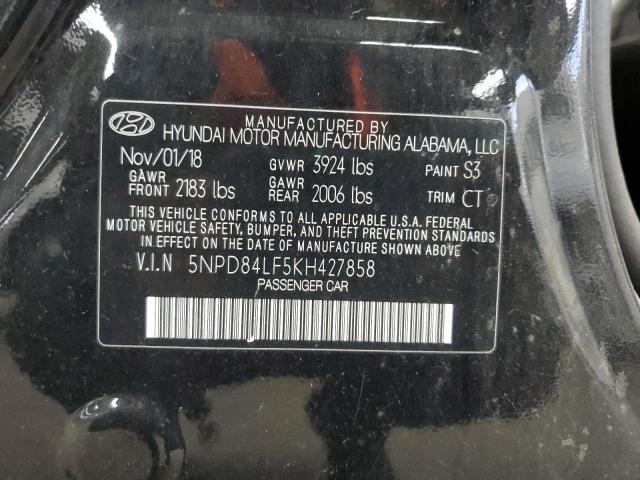 MANUFACTURED BY
HYUNDAI MOTOR MANUFACTURING ALABAMA, LLC
Nov/01/18 GVWR 3924 lbs PAINT S3
GAWR FRONT 2183 lbs GAWR REAR 2006 lbs TRIM CT
THIS VEHICLE CONFORMS TO ALL APPLICABLE U.S.A. FEDERAL
MOTOR VEHICLE SAFETY, BUMPER, AND THEFT PREVENTION STANDARDS
IN EFFECT ON THE DATE OF MANUFACTURE SHOWN ABOVE
V.I.N 5NPD84LF5KH427858
PASSENGER CAR